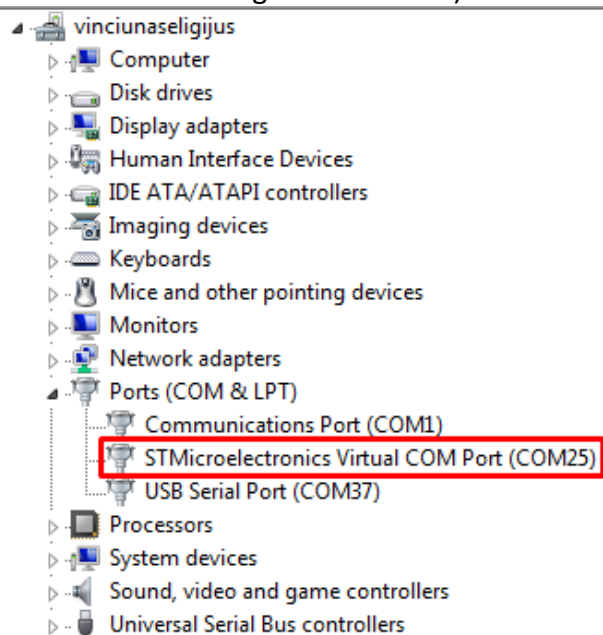 vinciunaseligijus
Computer
Disk drives
Display adapters
Human Interface Devices
IDE ATA/ATAPI controllers
Imaging devices
Keyboards
Mice and other pointing devices
Monitors
Network adapters
Ports (COM & LPT)
Communications Port (COM1)
STMicroelectronics Virtual COM Port (COM25)
USB Serial Port (COM37)
Processors
System devices
Sound, video and game controllers
Universal Serial Bus controllers